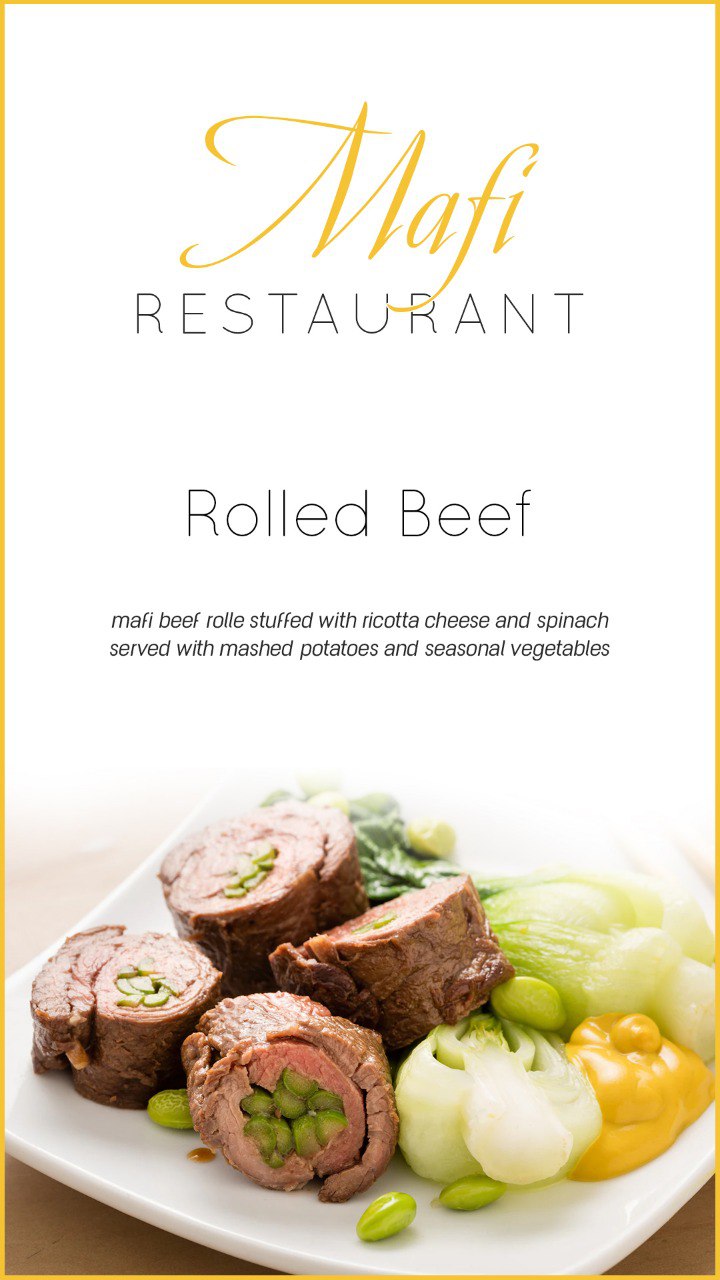 Mafi
RESTAURANT
Rolled Beef
mafi beef rolle stuffed with ricotta cheese and spinach
served with mashed potatoes and seasonal vegetables